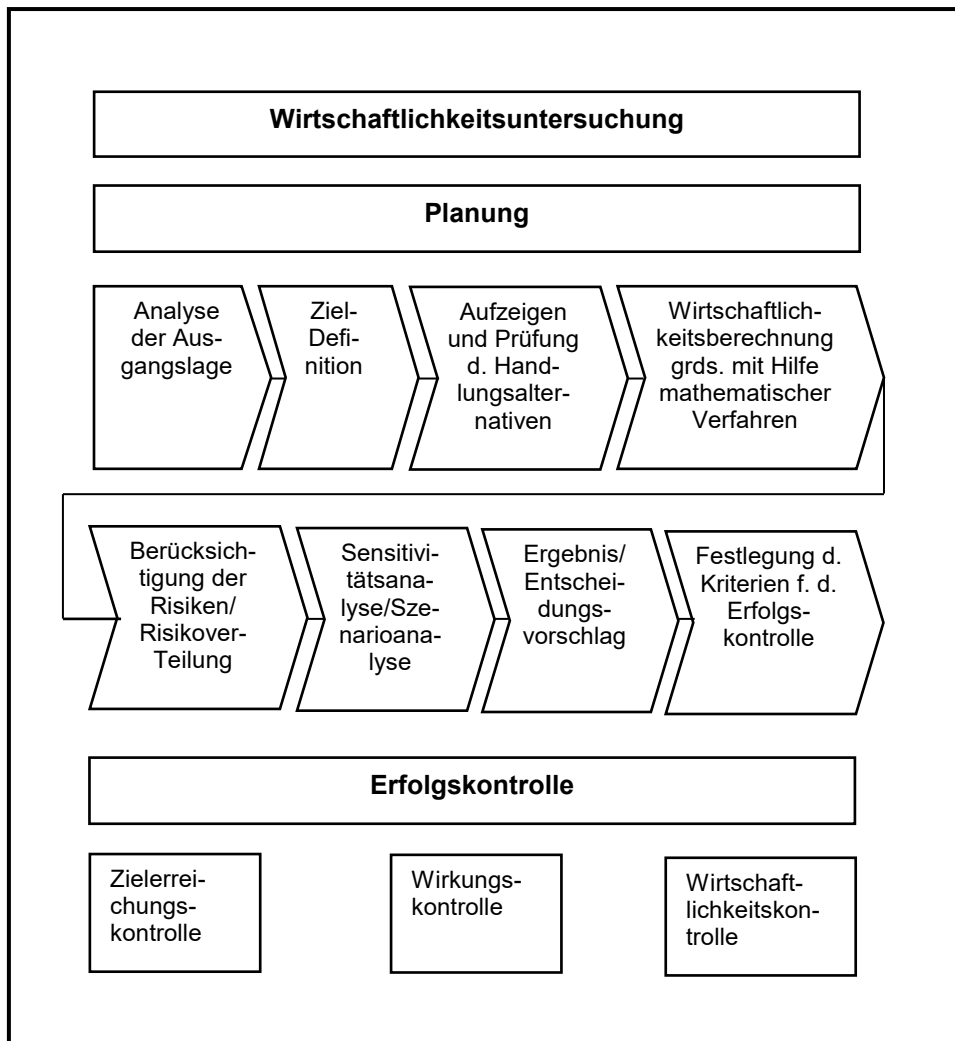 Wirtschaftlichkeitsuntersuchung
Planung
Analyse
der Aus-
gangslage
Ziel-
Defi-
nition
Aufzeigen
und Prüfung
d. Hand-
lungsalter-
nativen
Wirtschaftlich-
keitsberechnung
grds. mit Hilfe
mathematischer
Verfahren
Berücksich-
tigung der
Risiken/
Risikover-
Teilung
Sensitivi-
tätsana-
lyse/Sze-
narioana-
lyse
Ergebnis/
Entschei-
dungs-
vorschlag
Festlegung d.
Kriterien f. d.
Erfolgs-
kontrolle
Erfolgskontrolle
Zielerrei-
chungs-
kontrolle
Wirkungs-
kontrolle
Wirtschaft-
lichkeitskon-
trolle